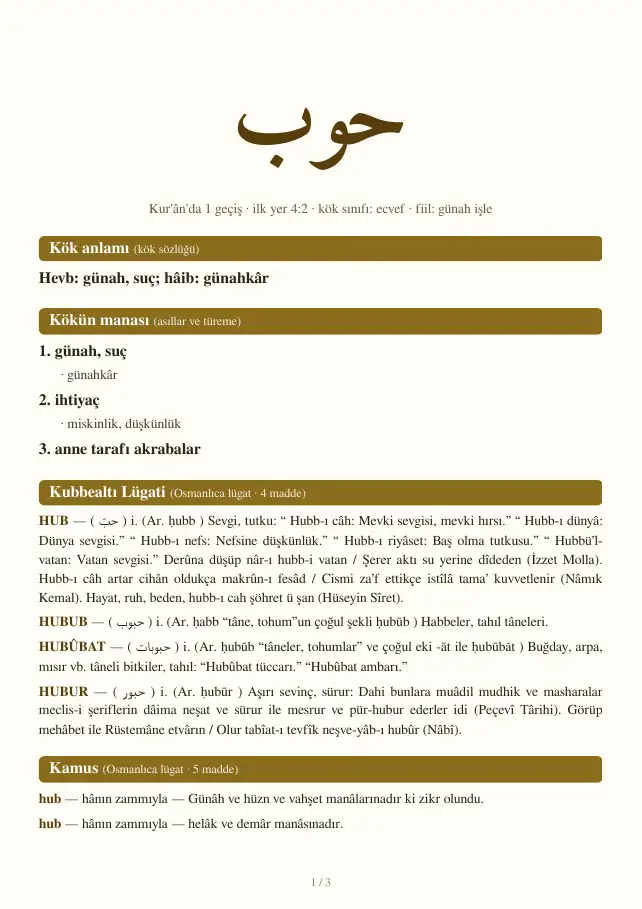 حوب
Kur'ân'da 1 geçiş · ilk yer 4:2 · kök sınıfı: ecvef · fiil: günah işle
Kök anlamı (kök sözlüğü)
Hevb: günah, suç; hâib: günahkâr
Kökün manası (asıllar ve türeme)
1. günah, suç
· günahkâr
2. ihtiyaç
· miskinlik, düşkünlük
3. anne tarafı akrabalar
Kubbealtı Lügati (Osmanlıca lügat · 4 madde)
HUB — ( حبّ ) i. (Ar. ḥubb ) Sevgi, tutku: “ Hubb-ı câh: Mevki sevgisi, mevki hırsı.” “ Hubb-ı dünyâ:
Dünya sevgisi.” “ Hubb-ı nefs: Nefsine düşkünlük.” “ Hubb-ı riyâset: Baş olma tutkusu.” “ Hubbü'l-
vatan: Vatan sevgisi.” Derûna düşüp nâr-ı hubb-i vatan / Şerer aktı su yerine dîdeden (İzzet Molla).
Hubb-ı câh artar cihân oldukça makrûn-ı fesâd / Cismi za’f ettikçe istîlâ tama’ kuvvetlenir (Nâmık
Kemal). Hayat, ruh, beden, hubb-ı cah şöhret ü şan (Hüseyin Sîret).
HUBUB — ( حبوب ) i. (Ar. ḥabb “tâne, tohum”un çoğul şekli ḥubūb ) Habbeler, tahıl tâneleri.
HUBÛBAT — ( حبوبات ) i. (Ar. ḥubūb “tâneler, tohumlar” ve çoğul eki -āt ile ḥubūbāt ) Buğday, arpa,
mısır vb. tâneli bitkiler, tahıl: “Hubûbat tüccarı.” “Hubûbat ambarı.”
HUBUR — ( حبور ) i. (Ar. ḥubūr ) Aşırı sevinç, sürur: Dahi bunlara muâdil mudhik ve masharalar
meclis-i şeriflerin dâima neşat ve sürur ile mesrur ve pür-hubur ederler idi (Peçevî Târihi). Görüp
mehâbet ile Rüstemâne etvârın / Olur tabîat-ı tevfîk neşve-yâb-ı hubûr (Nâbî).
Kamus (Osmanlıca lügat · 5 madde)
hub — hânın zammıyla — Günâh ve hüzn ve vahşet manâlarınadır ki zikr olundu.
hub — hânın zammıyla — helâk ve demâr manâsınadır.
1 / 3